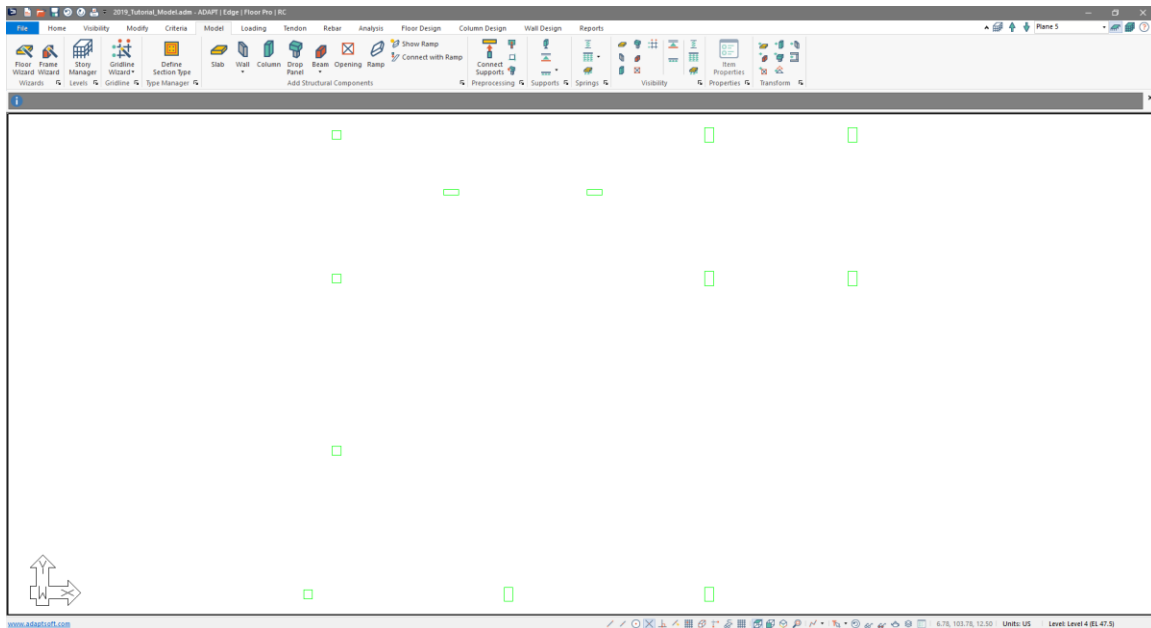 2019_Tutorial_Model.adm - ADAPT | Edge | Floor Pro | RC
File Home Visibility Modify Criteria Model Loading Tendon Rebar Analysis Floor Design Column Design Wall Design Reports Plane 5
Floor Wizard Frame Wizard Story Manager Gridline Wizard Define Section Type Slab Wall Column Drop Panel Beam Opening Ramp Show Ramp Connect with Ramp Connect Supports Item Properties
Wizards Levels Gridline Type Manager Add Structural Components Preprocessing Supports Springs Visibility Properties Transform
Y
W X
www.adaptsoft.com 6.78, 103.78, 12.50 Units: US Level: Level 4 (EL 47.5)